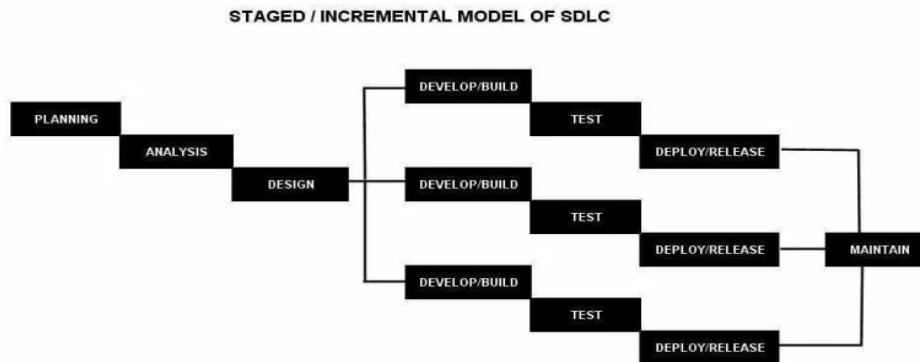 STAGED / INCREMENTAL MODEL OF SDLC
PLANNING
ANALYSIS
DESIGN
DEVELOP/BUILD
TEST
DEPLOY/RELEASE
DEVELOP/BUILD
TEST
DEPLOY/RELEASE
DEVELOP/BUILD
TEST
DEPLOY/RELEASE
MAINTAIN